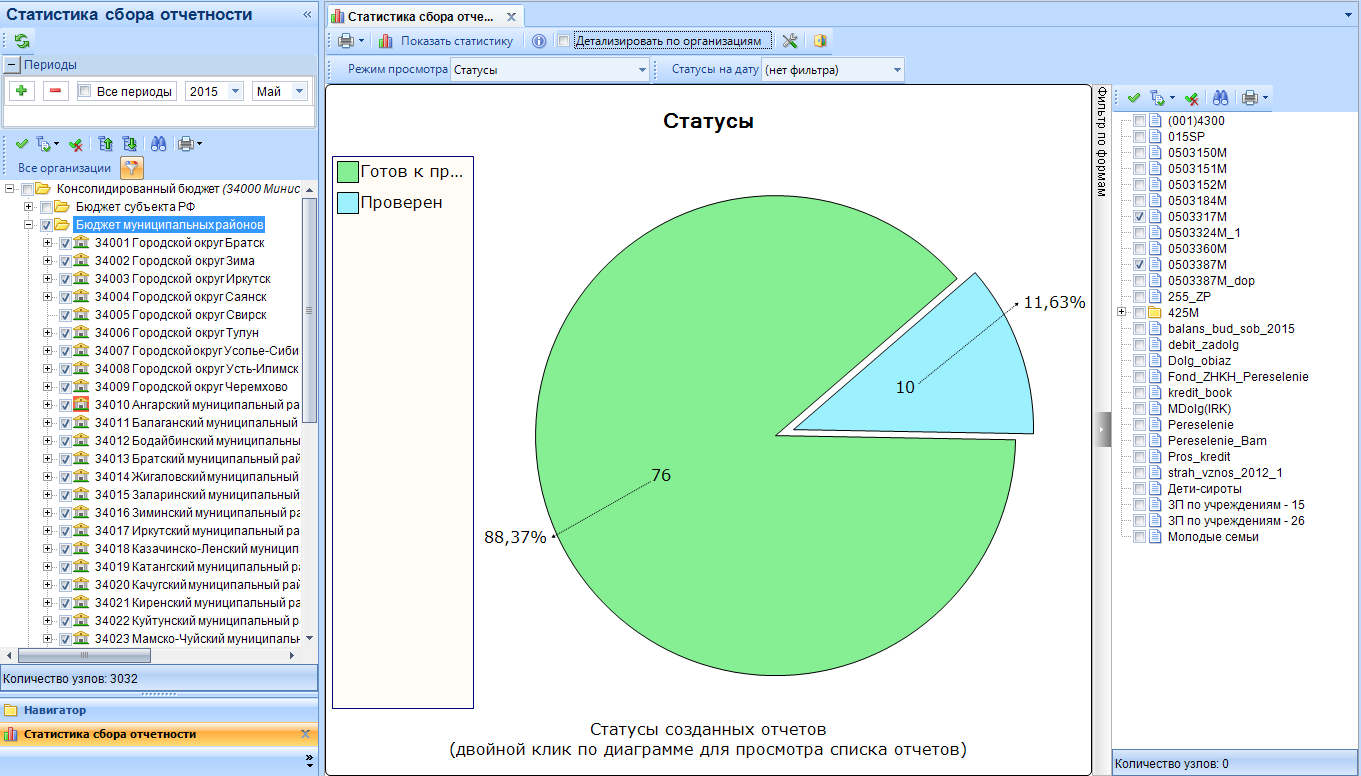 Статистика сбора отчетности
Периоды
Все периоды
2015
Май
Все организации
Консолидированный бюджет (34000 Минис
Бюджет субъекта РФ
Бюджет муниципальных районов
34001 Городской округ Братск
34002 Городской округ Зима
34003 Городской округ Иркутск
34004 Городской округ Саянск
34005 Городской округ Свирск
34006 Городской округ Тулун
34007 Городской округ Усолье-Сиби
34008 Городской округ Усть-Илимск
34009 Городской округ Черемхово
34010 Ангарский муниципальный ра
34011 Балаганский муниципальный
34012 Бодайбинский муниципальны
34013 Братский муниципальный рай
34014 Жигаловский муниципальный
34015 Заларинский муниципальный
34016 Зиминский муниципальный ра
34017 Иркутский муниципальный ра
34018 Казачинско-Ленский муницип
34019 Катангский муниципальный ра
34020 Качугский муниципальный рай
34021 Киренский муниципальный ра
34022 Куйтунский муниципальный р
34023 Мамско-Чуйский муниципальн
Количество узлов: 3032
Навигатор
Статистика сбора отчетности
Статистика сбора отче...
Показать статистику
Детализировать по организациям
Режим просмотра
Статусы
Статусы на дату
(нет фильтра)
Статусы
Готов к пр...
Проверен
11,63%
10
76
88,37%
Статусы созданных отчетов
(двойной клик по диаграмме для просмотра списка отчетов)
Фильтр по формам
(001)4300
015SP
0503150M
0503151M
0503152M
0503184M
0503317M
0503324M_1
0503360M
0503387M
0503387M_dop
255_ZP
425M
balans_bud_sob_2015
debit_zadolg
Dolg_obiaz
Fond_ZHKH_Pereselenie
kredit_book
MDolg(IRK)
Pereselenie
Pereselenie_Bam
Pros_kredit
strah_vznos_2012_1
Дети-сироты
ЗП по учреждениям - 15
ЗП по учреждениям - 26
Молодые семьи
Количество узлов: 0